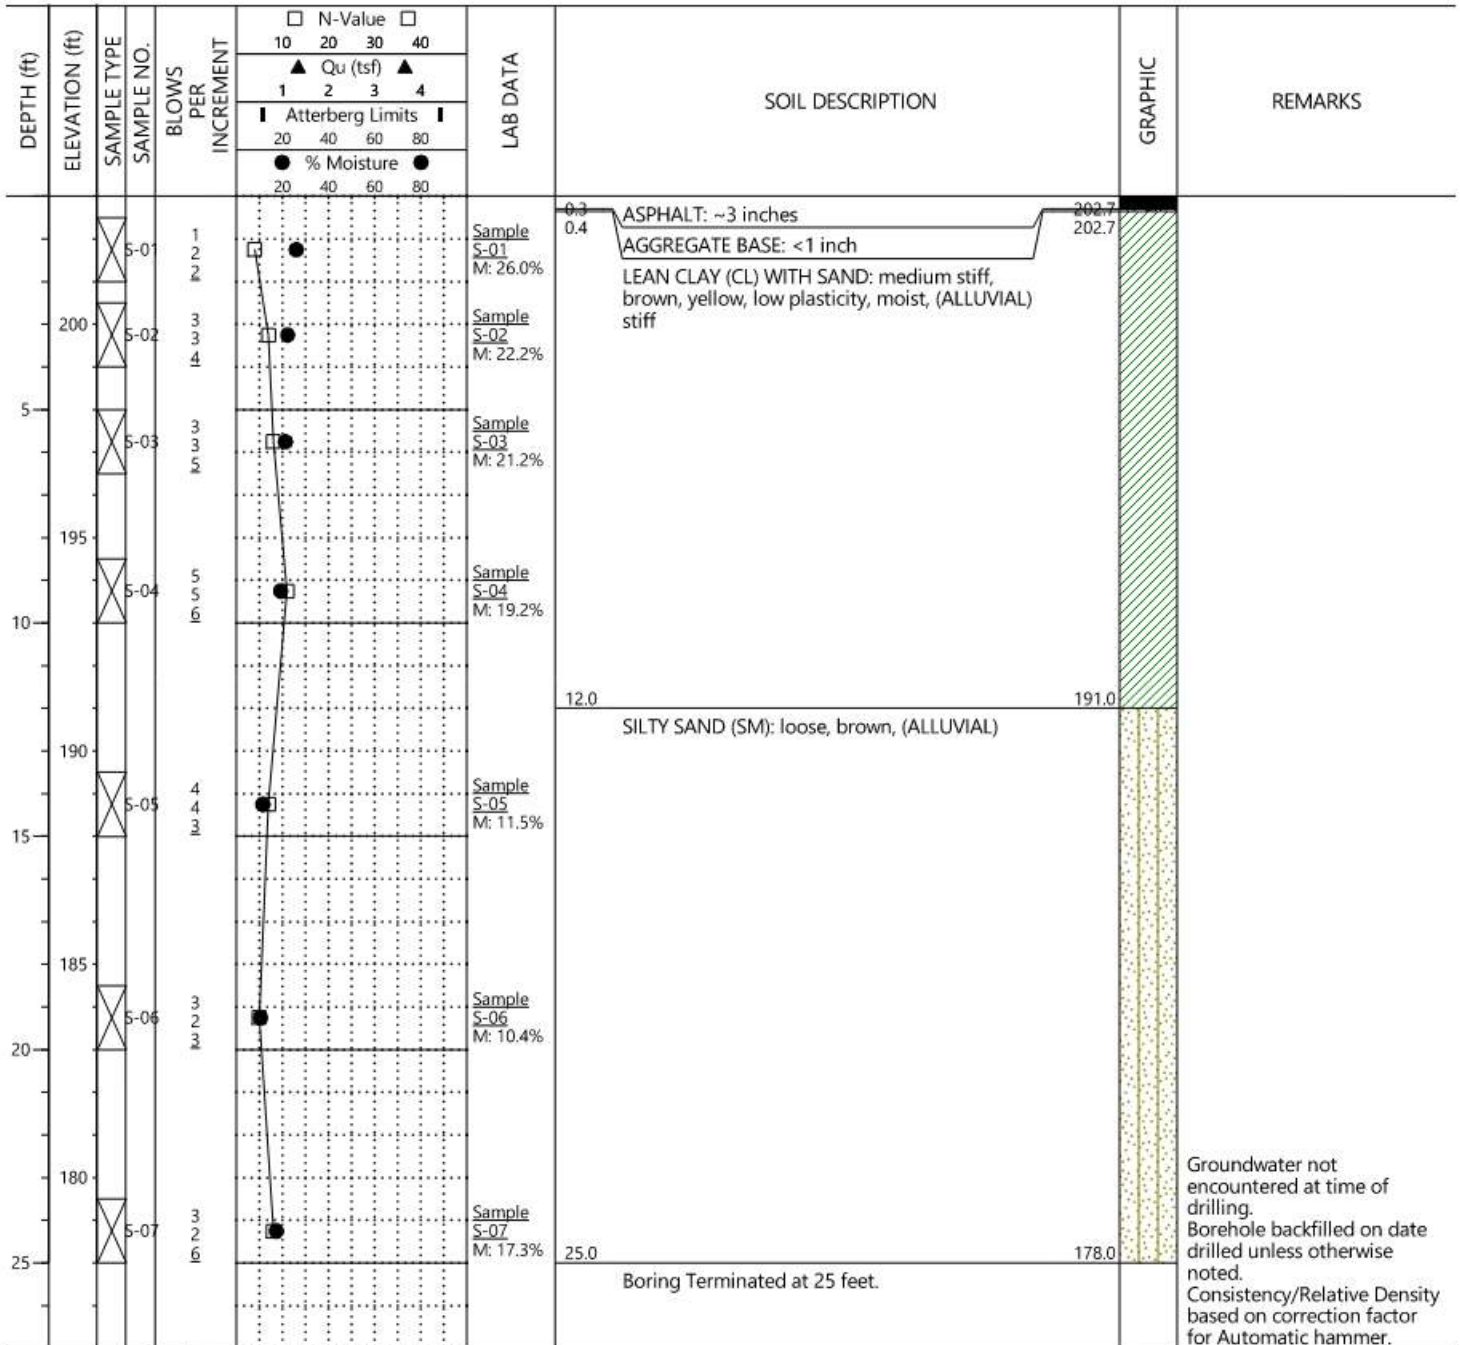 DEPTH (ft)
ELEVATION (ft)
SAMPLE TYPE
SAMPLE NO.
BLOWS
PER
INCREMENT
N-Value
10 20 30 40
Qu (tsf)
1 2 3 4
Atterberg Limits
20 40 60 80
% Moisture
20 40 60 80
LAB DATA
SOIL DESCRIPTION
GRAPHIC
REMARKS
0.3 ASPHALT: ~3 inches 202.7
0.4 202.7
AGGREGATE BASE: <1 inch
S-01
1
2
2
Sample
S-01
M: 26.0%
LEAN CLAY (CL) WITH SAND: medium stiff,
brown, yellow, low plasticity, moist, (ALLUVIAL)
stiff
200
S-02
3
3
4
Sample
S-02
M: 22.2%
5
S-03
3
3
5
Sample
S-03
M: 21.2%
195
S-04
5
5
6
Sample
S-04
M: 19.2%
10
12.0 191.0
SILTY SAND (SM): loose, brown, (ALLUVIAL)
190
S-05
4
4
3
Sample
S-05
M: 11.5%
15
185
S-06
3
2
3
Sample
S-06
M: 10.4%
20
180
S-07
3
2
6
Sample
S-07
M: 17.3%
25
25.0 178.0
Boring Terminated at 25 feet.
Groundwater not
encountered at time of
drilling.
Borehole backfilled on date
drilled unless otherwise
noted.
Consistency/Relative Density
based on correction factor
for Automatic hammer.